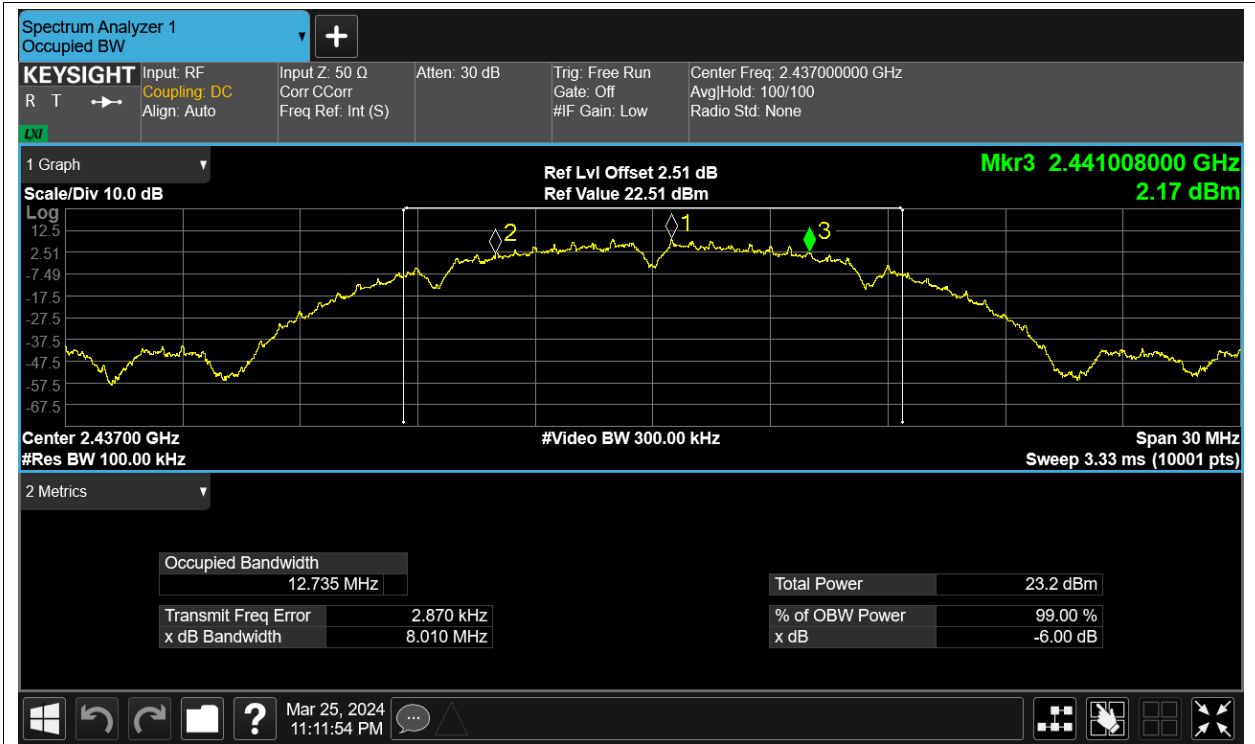 Spectrum Analyzer 1
Occupied BW
KEYSIGHT
R T
LXI
Input: RF
Coupling: DC
Align: Auto
Input Z: 50 Ω
Corr CCorr
Freq Ref: Int (S)
Atten: 30 dB
Trig: Free Run
Gate: Off
#IF Gain: Low
Center Freq: 2.437000000 GHz
Avg|Hold: 100/100
Radio Std: None
1 Graph
Scale/Div 10.0 dB
Ref Lvl Offset 2.51 dB
Ref Value 22.51 dBm
Mkr3 2.441008000 GHz
2.17 dBm
Log
12.5
2.51
-7.49
-17.5
-27.5
-37.5
-47.5
-57.5
-67.5
2
1
3
Center 2.43700 GHz
#Res BW 100.00 kHz
#Video BW 300.00 kHz
Span 30 MHz
Sweep 3.33 ms (10001 pts)
2 Metrics
Occupied Bandwidth
12.735 MHz
Transmit Freq Error 2.870 kHz
x dB Bandwidth 8.010 MHz
Total Power 23.2 dBm
% of OBW Power 99.00 %
x dB -6.00 dB
?
Mar 25, 2024
11:11:54 PM